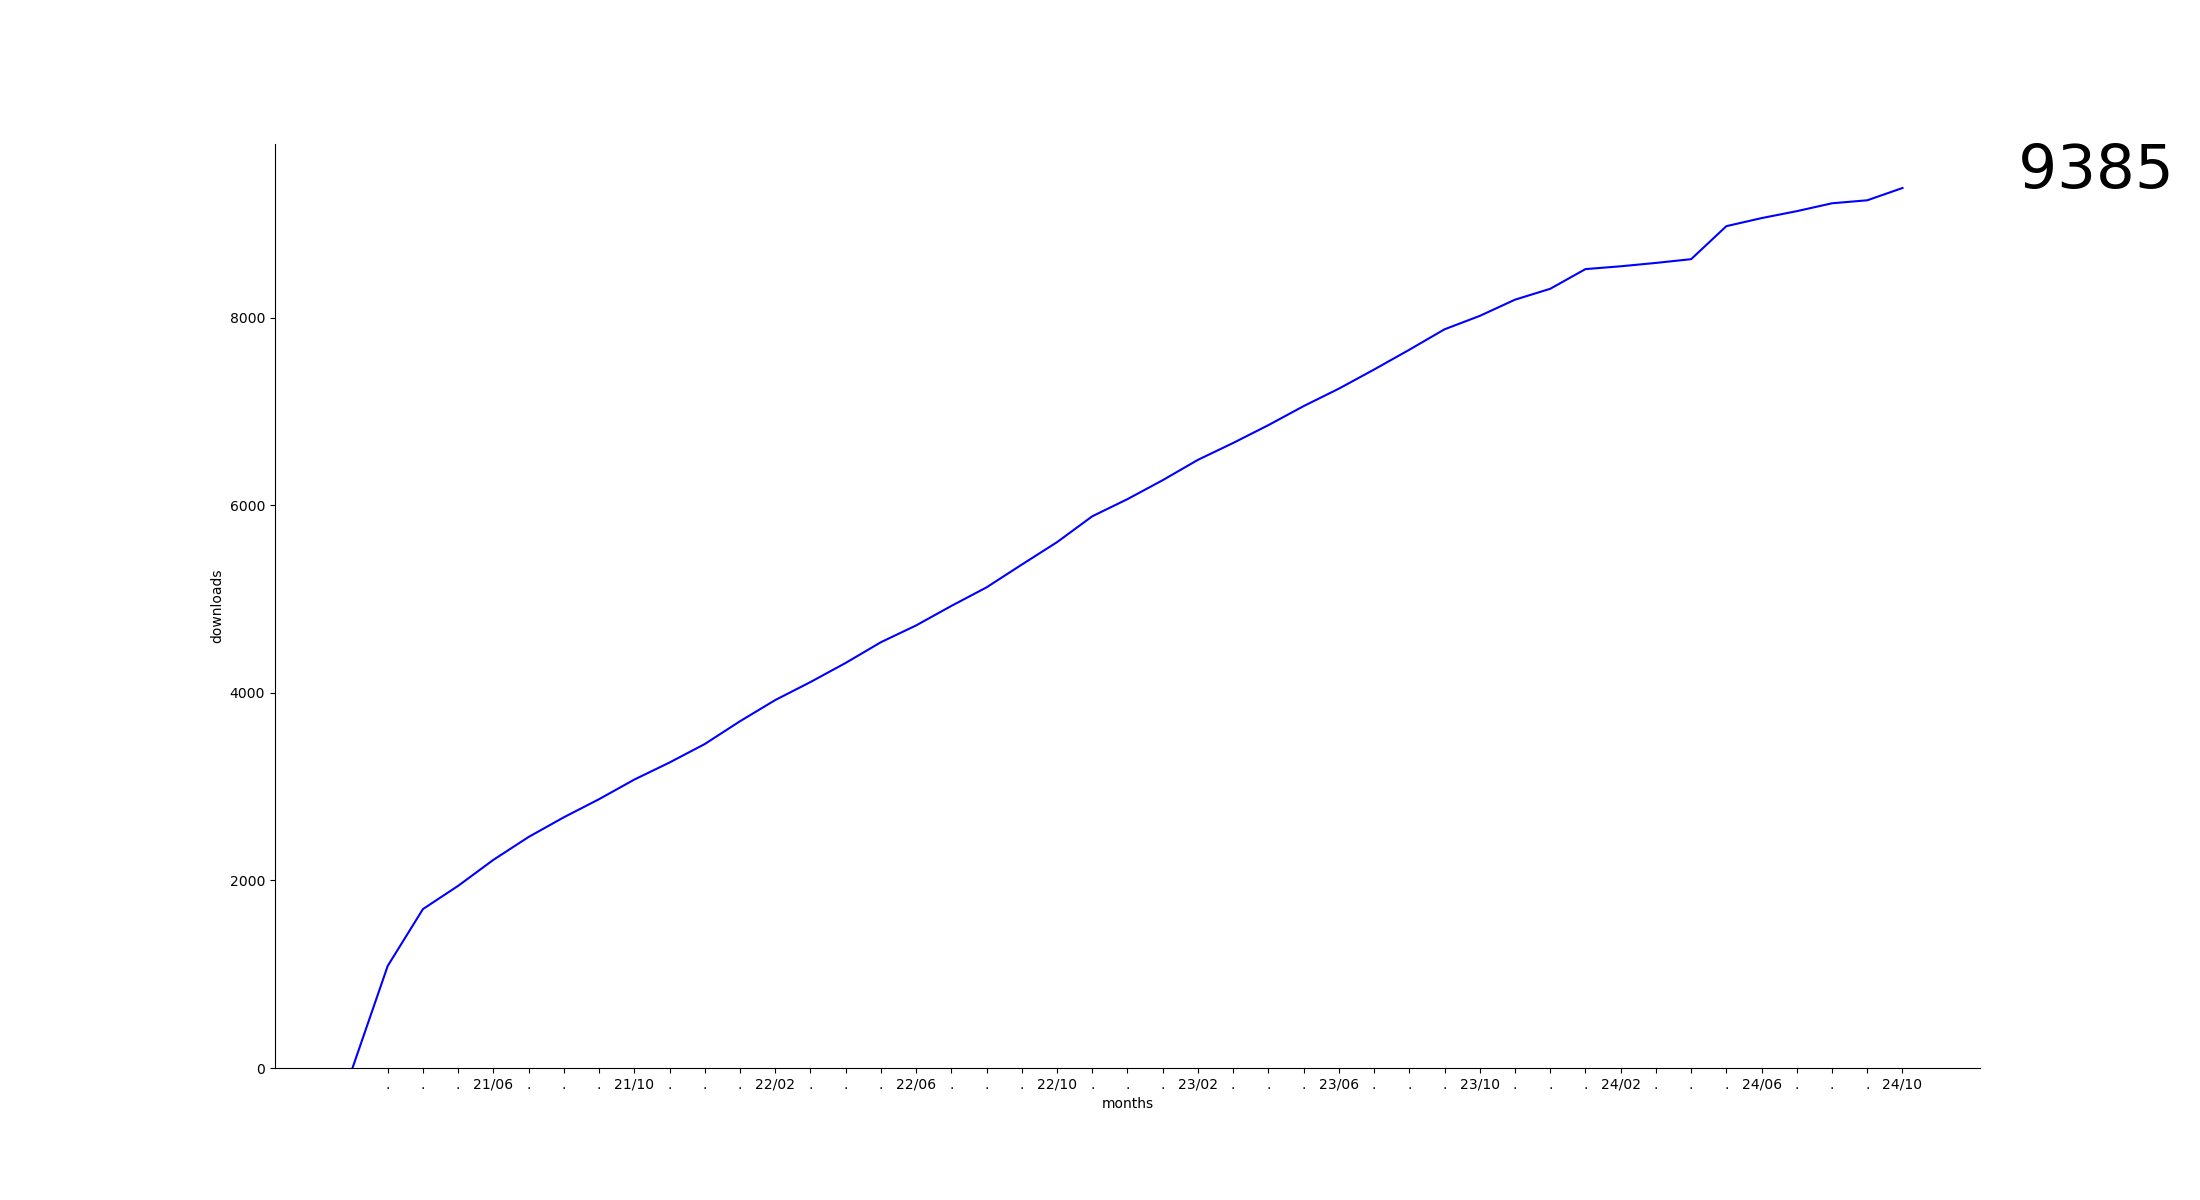 9385
8000
6000
4000
2000
0
downloads
. . . 21/06 . . . 21/10 . . . 22/02 . . . 22/06 . . . 22/10 . . . 23/02 . . . 23/06 . . . 23/10 . . . 24/02 . . . 24/06 . . . 24/10
months